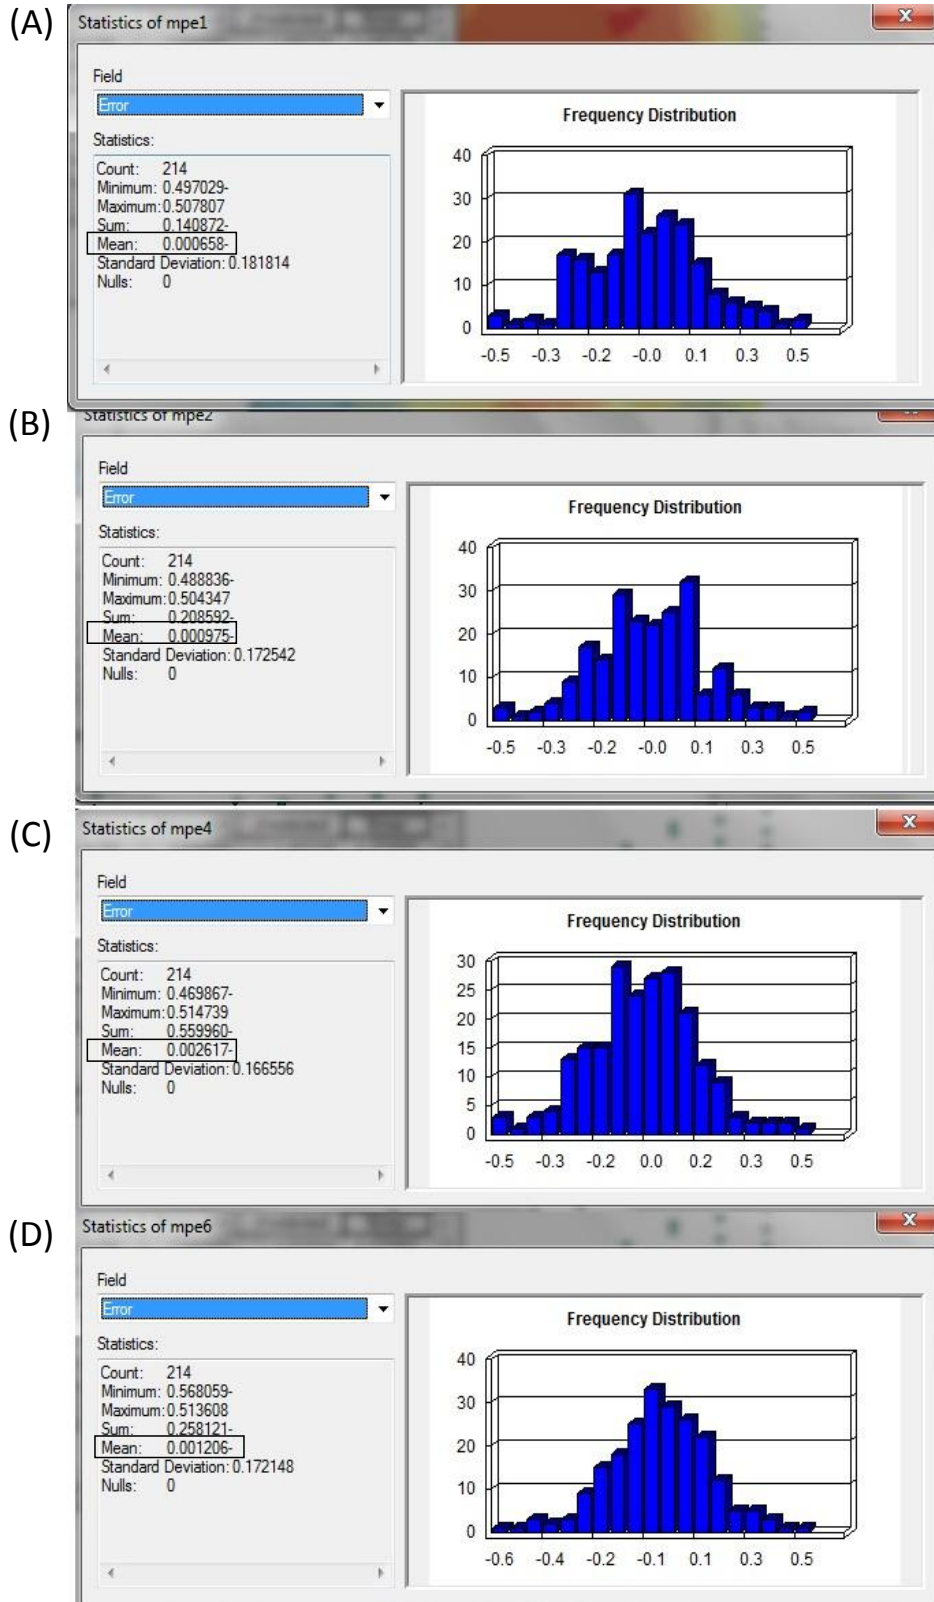 (A)
Statistics of mpe1
Field
Error
Statistics:
Count: 214
Minimum: 0.497029-
Maximum: 0.507807
Sum: 0.140872-
Mean: 0.000658-
Standard Deviation: 0.181814
Nulls: 0
Frequency Distribution
40
30
20
10
0
-0.5 -0.3 -0.2 -0.0 0.1 0.3 0.5
(B)
Statistics of mpe2
Field
Error
Statistics:
Count: 214
Minimum: 0.488836-
Maximum: 0.504347
Sum: 0.208592-
Mean: 0.000975-
Standard Deviation: 0.172542
Nulls: 0
Frequency Distribution
40
30
20
10
0
-0.5 -0.3 -0.2 -0.0 0.1 0.3 0.5
(C)
Statistics of mpe4
Field
Error
Statistics:
Count: 214
Minimum: 0.469867-
Maximum: 0.514739
Sum: 0.559960-
Mean: 0.002617-
Standard Deviation: 0.166556
Nulls: 0
Frequency Distribution
30
25
20
15
10
5
0
-0.5 -0.3 -0.2 0.0 0.2 0.3 0.5
(D)
Statistics of mpe6
Field
Error
Statistics:
Count: 214
Minimum: 0.568059-
Maximum: 0.513608
Sum: 0.258121-
Mean: 0.001206-
Standard Deviation: 0.172148
Nulls: 0
Frequency Distribution
40
30
20
10
0
-0.6 -0.4 -0.2 -0.1 0.1 0.3 0.5